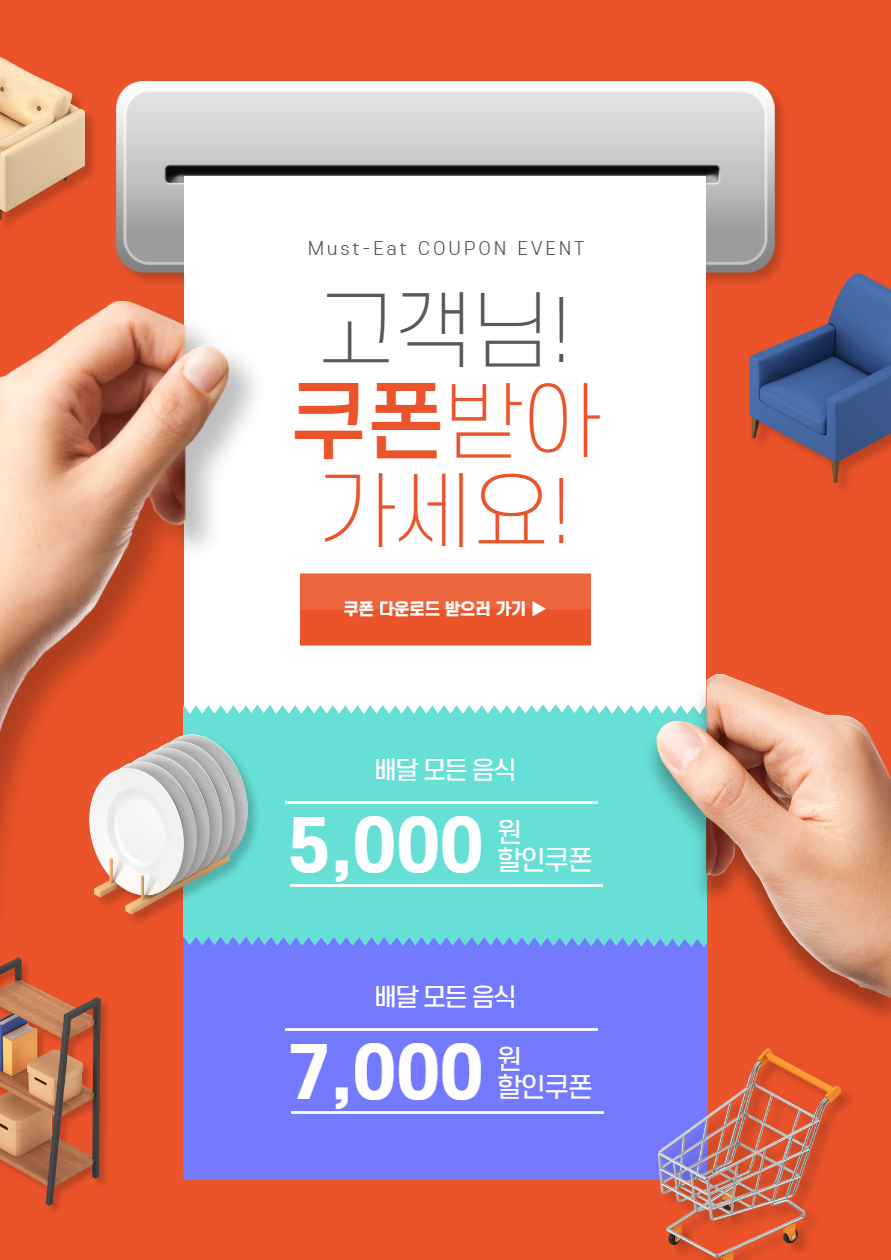 Must-Eat COUPON EVENT
고객님!
쿠폰받아
가세요!
쿠폰 다운로드 받으러 가기 ▶
배달 모든 음식
5,000 원
할인쿠폰
배달 모든 음식
7,000 원
할인쿠폰